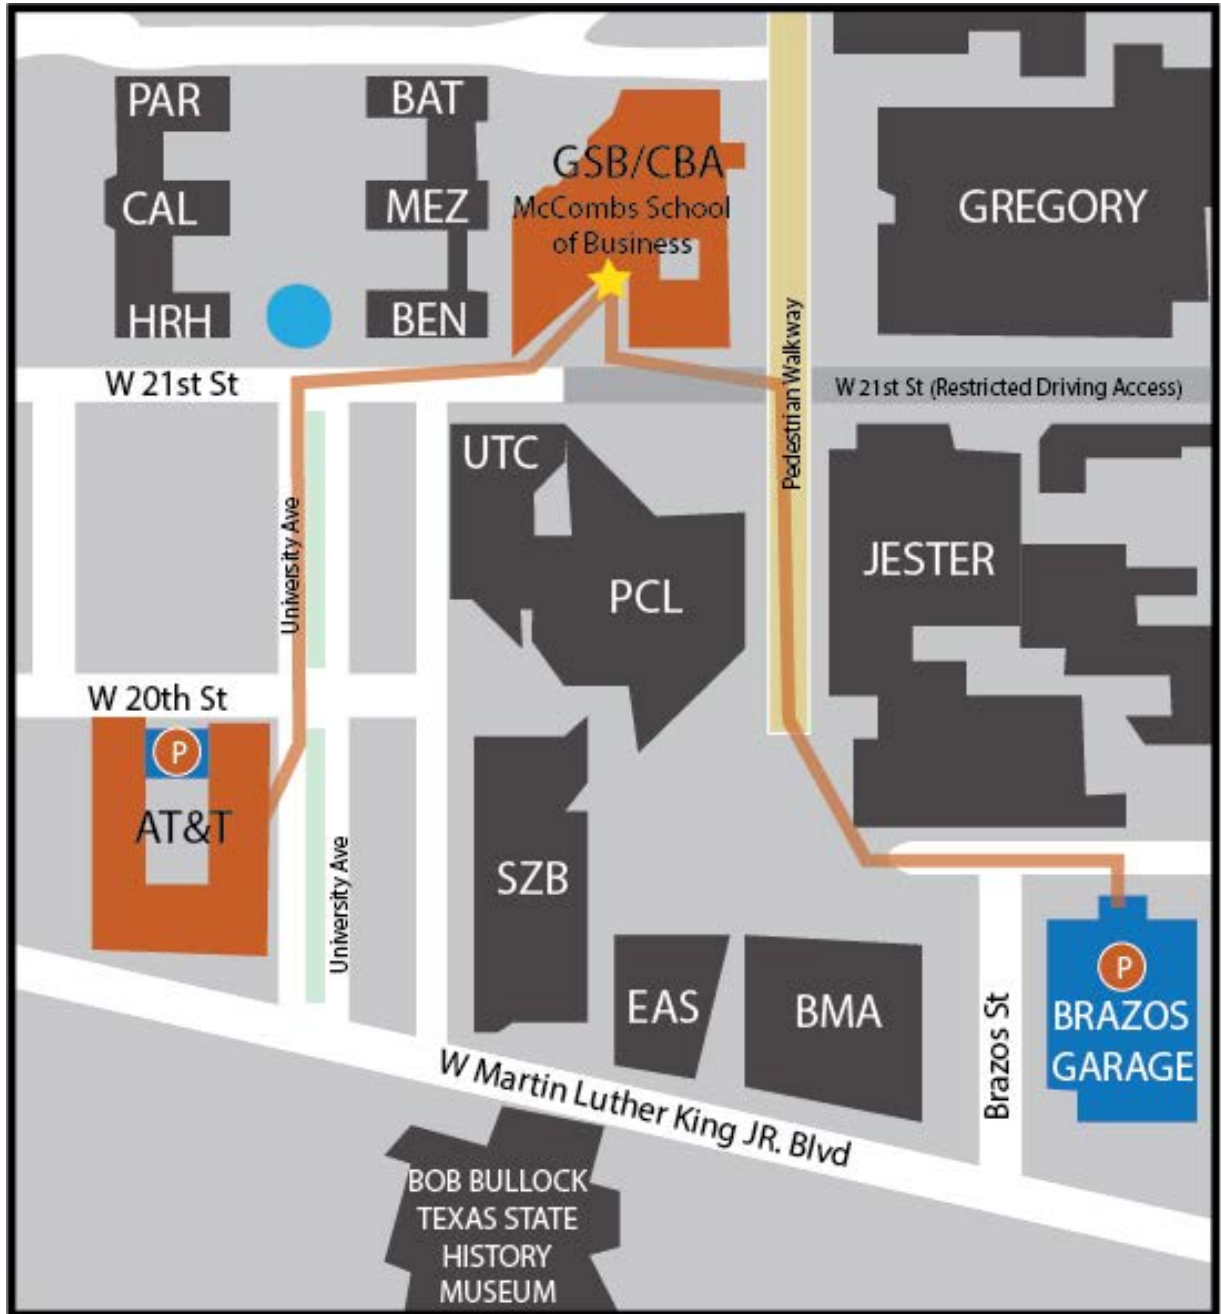 PAR
BAT
GSB/CBA
McCombs School
of Business
CAL
MEZ
GREGORY
HRH
BEN
Pedestrian Walkway
W 21st St
W 21st St (Restricted Driving Access)
UTC
University Ave
PCL
JESTER
W 20th St
P
AT&T
University Ave
SZB
EAS
BMA
Brazos St
P
BRAZOS
GARAGE
W Martin Luther King JR. Blvd
BOB BULLOCK
TEXAS STATE
HISTORY
MUSEUM